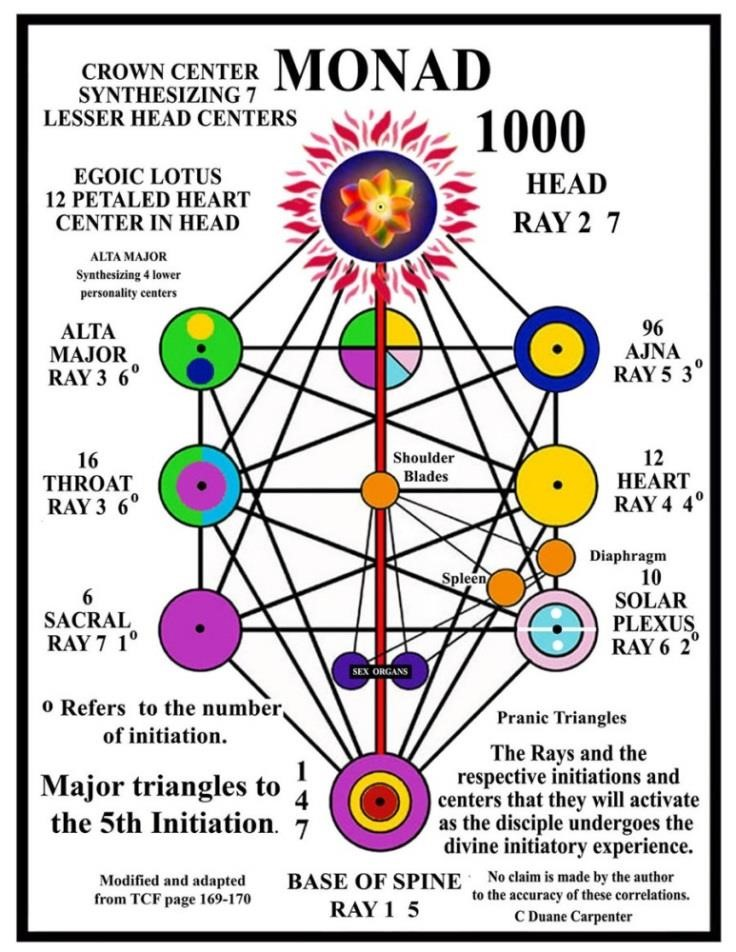 MONAD
CROWN CENTER
SYNTHESIZING 7
LESSER HEAD CENTERS
1000
HEAD
RAY 2 7
EGOIC LOTUS
12 PETALED HEART
CENTER IN HEAD
ALTA MAJOR
Synthesizing 4 lower
personality centers
ALTA
MAJOR
RAY 3 6º
96
AJNA
RAY 5 3º
16
THROAT
RAY 3 6º
Shoulder
Blades
12
HEART
RAY 4 4º
Diaphragm
Spleen
6
SACRAL
RAY 7 1º
10
SOLAR
PLEXUS
RAY 6 2º
SEX ORGANS
º Refers to the number
of initiation.
Pranic Triangles
Major triangles to
the 5th Initiation.
1
4
7
The Rays and the
respective initiations and
centers that they will activate
as the disciple undergoes the
divine initiatory experience.
Modified and adapted
from TCF page 169-170
BASE OF SPINE
RAY 1 5
No claim is made by the author
to the accuracy of these correlations.
C Duane Carpenter